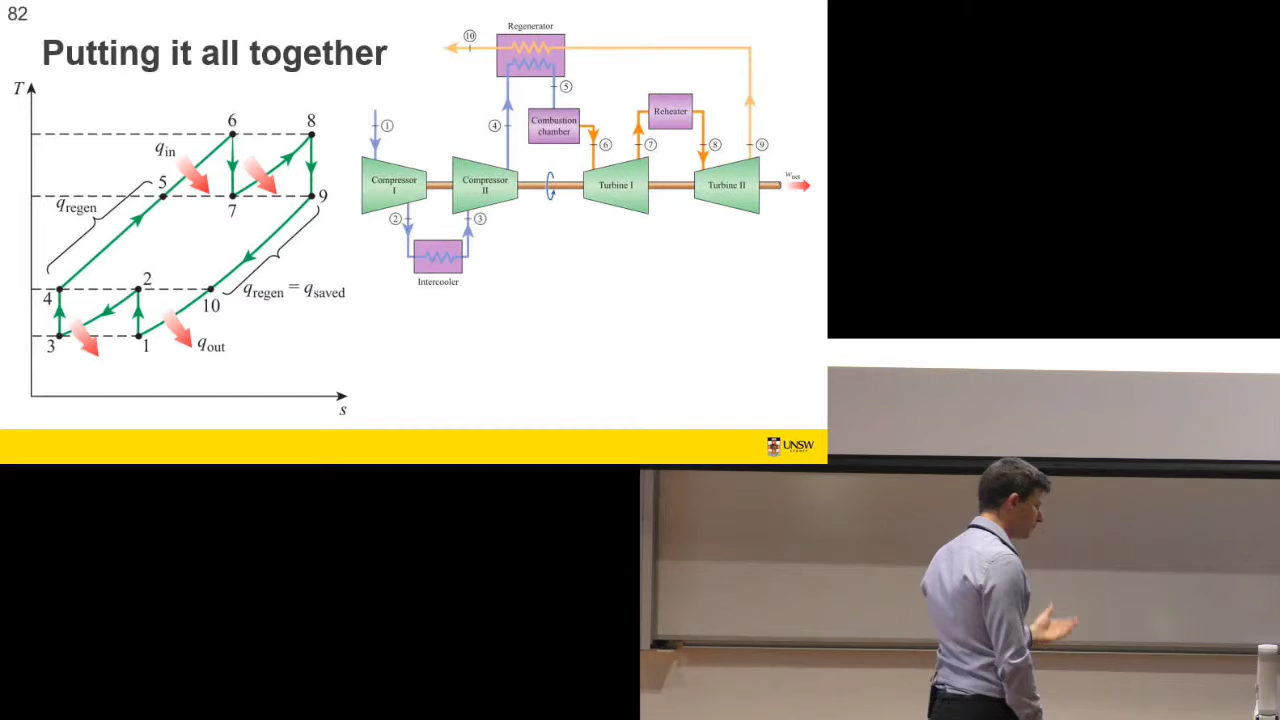 82
Putting it all together
T
6
8
q_in
5
q_regen
7
9
4
2
10
q_regen = q_saved
3
1
q_out
s
Regenerator
⑩
⑤
①
④
Combustion
chamber
Reheater
⑥
⑦
⑧
⑨
Compressor
I
Compressor
II
Turbine I
Turbine II
w_net
②
③
Intercooler
UNSW
SYDNEY